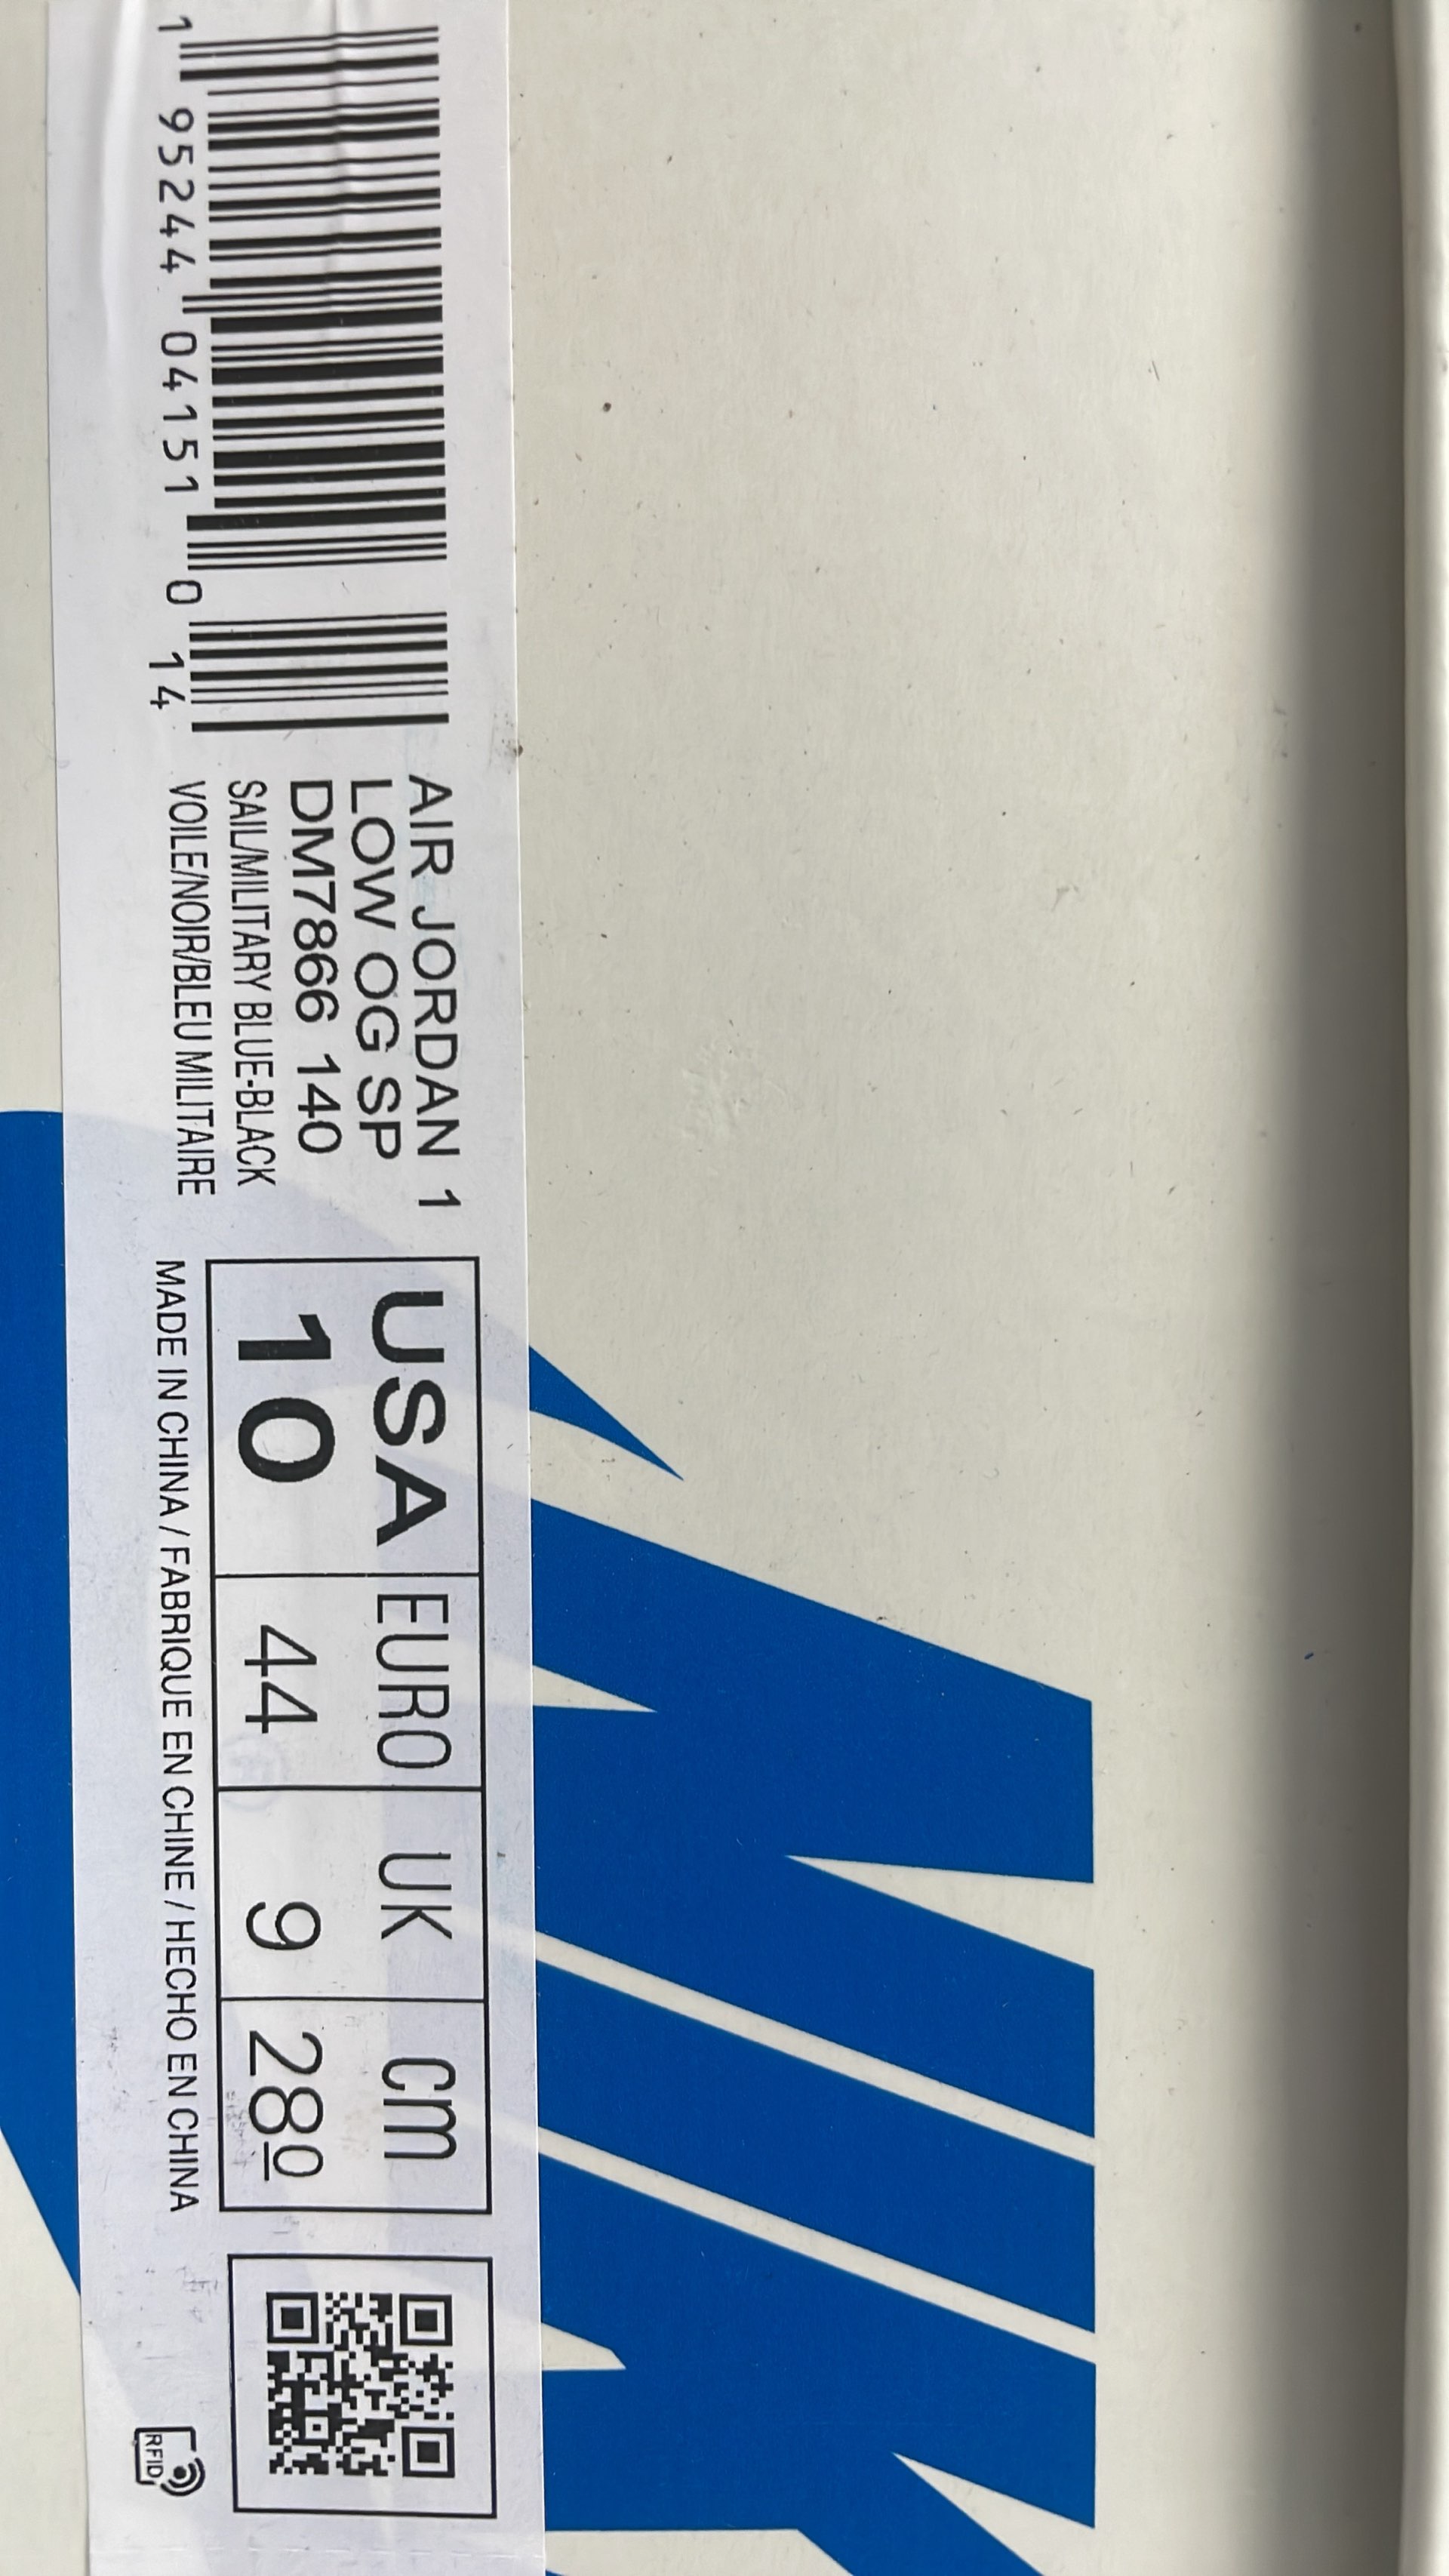 AIR JORDAN 1
LOW OG SP
DM7866 140
SAIL/MILITARY BLUE-BLACK
VOILE/NOIR/BLEU MILITAIRE
1 95244 04151 0 14
USA EURO UK cm
10 44 9 280
MADE IN CHINA / FABRIQUE EN CHINE / HECHO EN CHINA
RFID